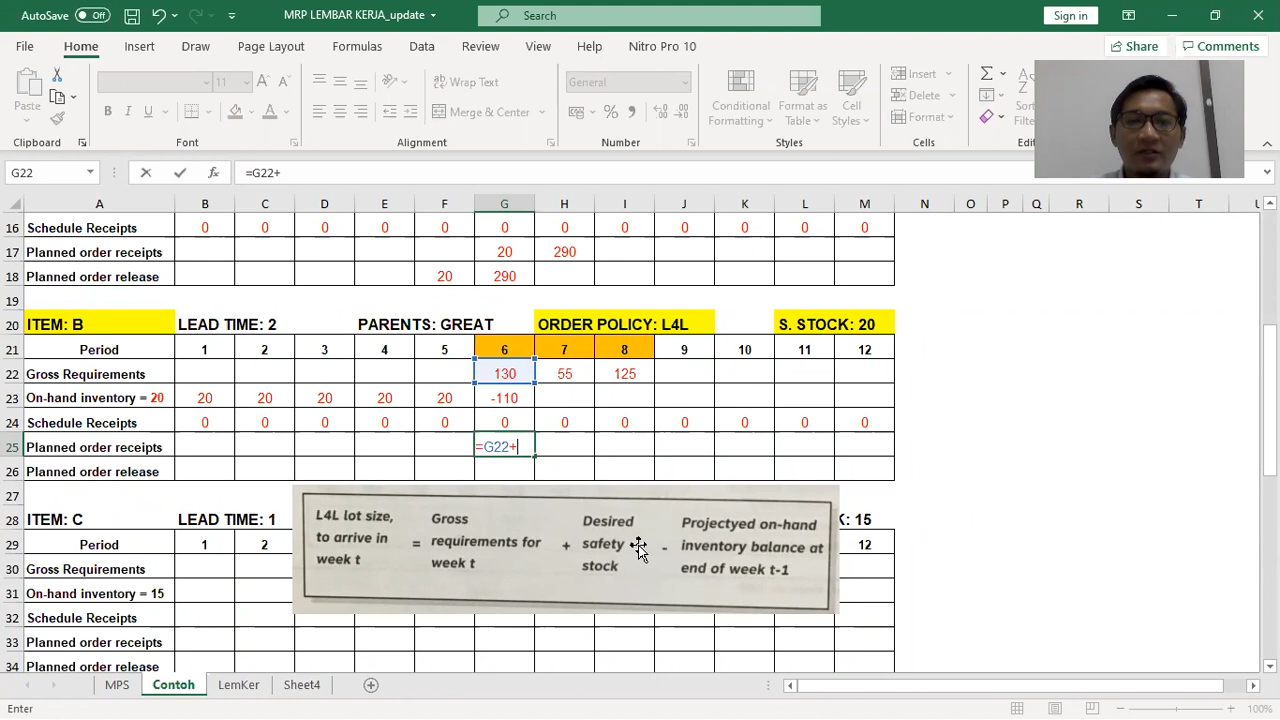 AutoSave Off MRP LEMBAR KERJA_update Search Sign in
File Home Insert Draw Page Layout Formulas Data Review View Help Nitro Pro 10 Share Comments
Paste 11 Wrap Text General Conditional Formatting Format as Table Cell Styles Insert
B I U Merge & Center Delete
Format
Clipboard Font Alignment Number Styles Cells
G22 =G22+
A B C D E F G H I J K L M N O P Q R S T U
16 Schedule Receipts 0 0 0 0 0 0 0 0 0 0 0 0
17 Planned order receipts 20 290
18 Planned order release 20 290
19
20 ITEM: B LEAD TIME: 2 PARENTS: GREAT ORDER POLICY: L4L S. STOCK: 20
21 Period 1 2 3 4 5 6 7 8 9 10 11 12
22 Gross Requirements 130 55 125
23 On-hand inventory = 20 20 20 20 20 20 -110
24 Schedule Receipts 0 0 0 0 0 0 0 0 0 0 0 0
25 Planned order receipts =G22+
26 Planned order release
27
28 ITEM: C LEAD TIME: 1 K: 15
29 Period 1 2 12
30 Gross Requirements
31 On-hand inventory = 15
32 Schedule Receipts
33 Planned order receipts
34 Planned order release
L4L lot size, to arrive in week t = Gross requirements for week t + Desired safety stock - Projectyed on-hand inventory balance at end of week t-1
MPS Contoh LemKer Sheet4
Enter 100%